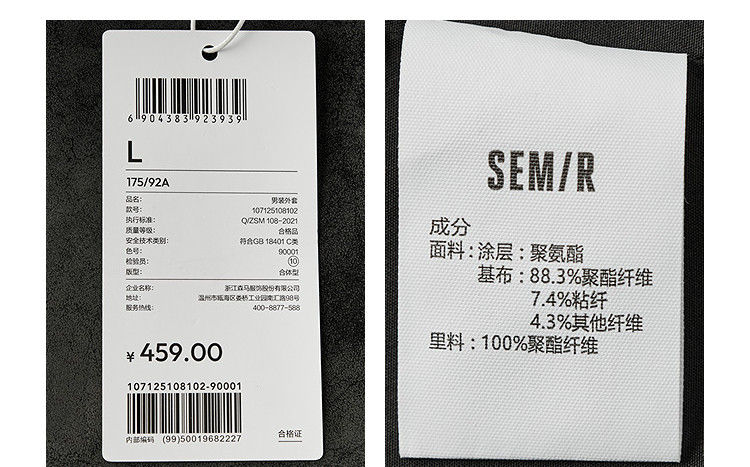 6 904383 923939
L
175/92A
品名: 男装外套
款号: 107125108102
执行标准: Q/ZSM 108-2021
质量等级: 合格品
安全技术类别: 符合GB 18401 C类
色号: 90001
检验员: 10
版型: 合体型
企业名称: 浙江森马服饰股份有限公司
地址: 温州市瓯海区娄桥工业园南汇路98号
服务热线: 400-8877-588
¥ 459.00
107125108102-90001
内部编码 (99)50019682227 合格证
SEM/R
成分
面料:涂层:聚氨酯
基布:88.3%聚酯纤维
7.4%粘纤
4.3%其他纤维
里料:100%聚酯纤维